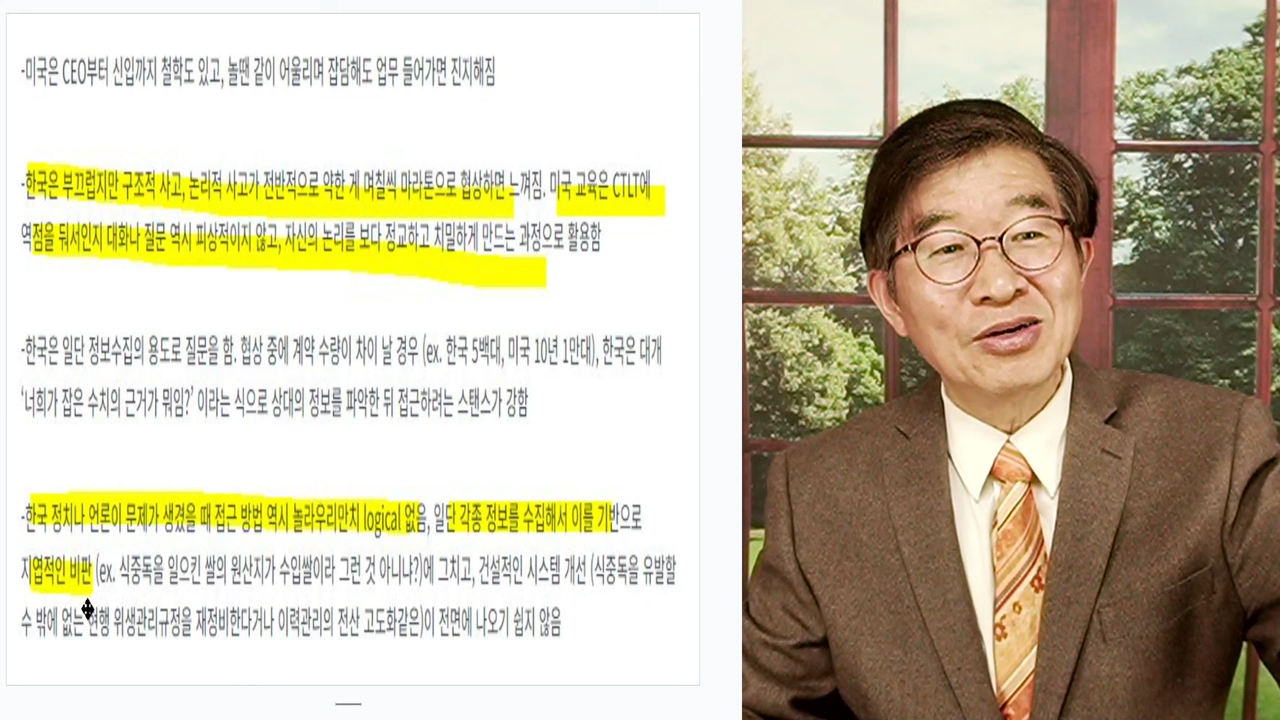 -미국은 CEO부터 신입까지 철학도 있고, 놀땐 같이 어울리며 잡담해도 업무 들어가면 진지해짐
-한국은 부끄럽지만 구조적 사고, 논리적 사고가 전반적으로 약한 게 며칠씩 마라톤으로 협상하면 느껴짐. 미국 교육은 CTLT에
역점을 둬서인지 대화나 질문 역시 피상적이지 않고, 자신의 논리를 보다 정교하고 치밀하게 만드는 과정으로 활용함
-한국은 일단 정보수집의 용도로 질문을 함. 협상 중에 계약 수량이 차이 날 경우 (ex. 한국 5백대, 미국 10년 1만대), 한국은 대개
‘너희가 잡은 수치의 근거가 뭐임?’ 이라는 식으로 상대의 정보를 파악한 뒤 접근하려는 스탠스가 강함
-한국 정치나 언론이 문제가 생겼을 때 접근 방법 역시 놀라우리만치 logical 없음, 일단 각종 정보를 수집해서 이를 기반으로
지엽적인 비판 (ex. 식중독을 일으킨 쌀의 원산지가 수입쌀이라 그런 것 아니냐?)에 그치고, 건설적인 시스템 개선 (식중독을 유발할
수 밖에 없는 현행 위생관리규정을 재정비한다거나 이력관리의 전산 고도화같은)이 전면에 나오기 쉽지 않음